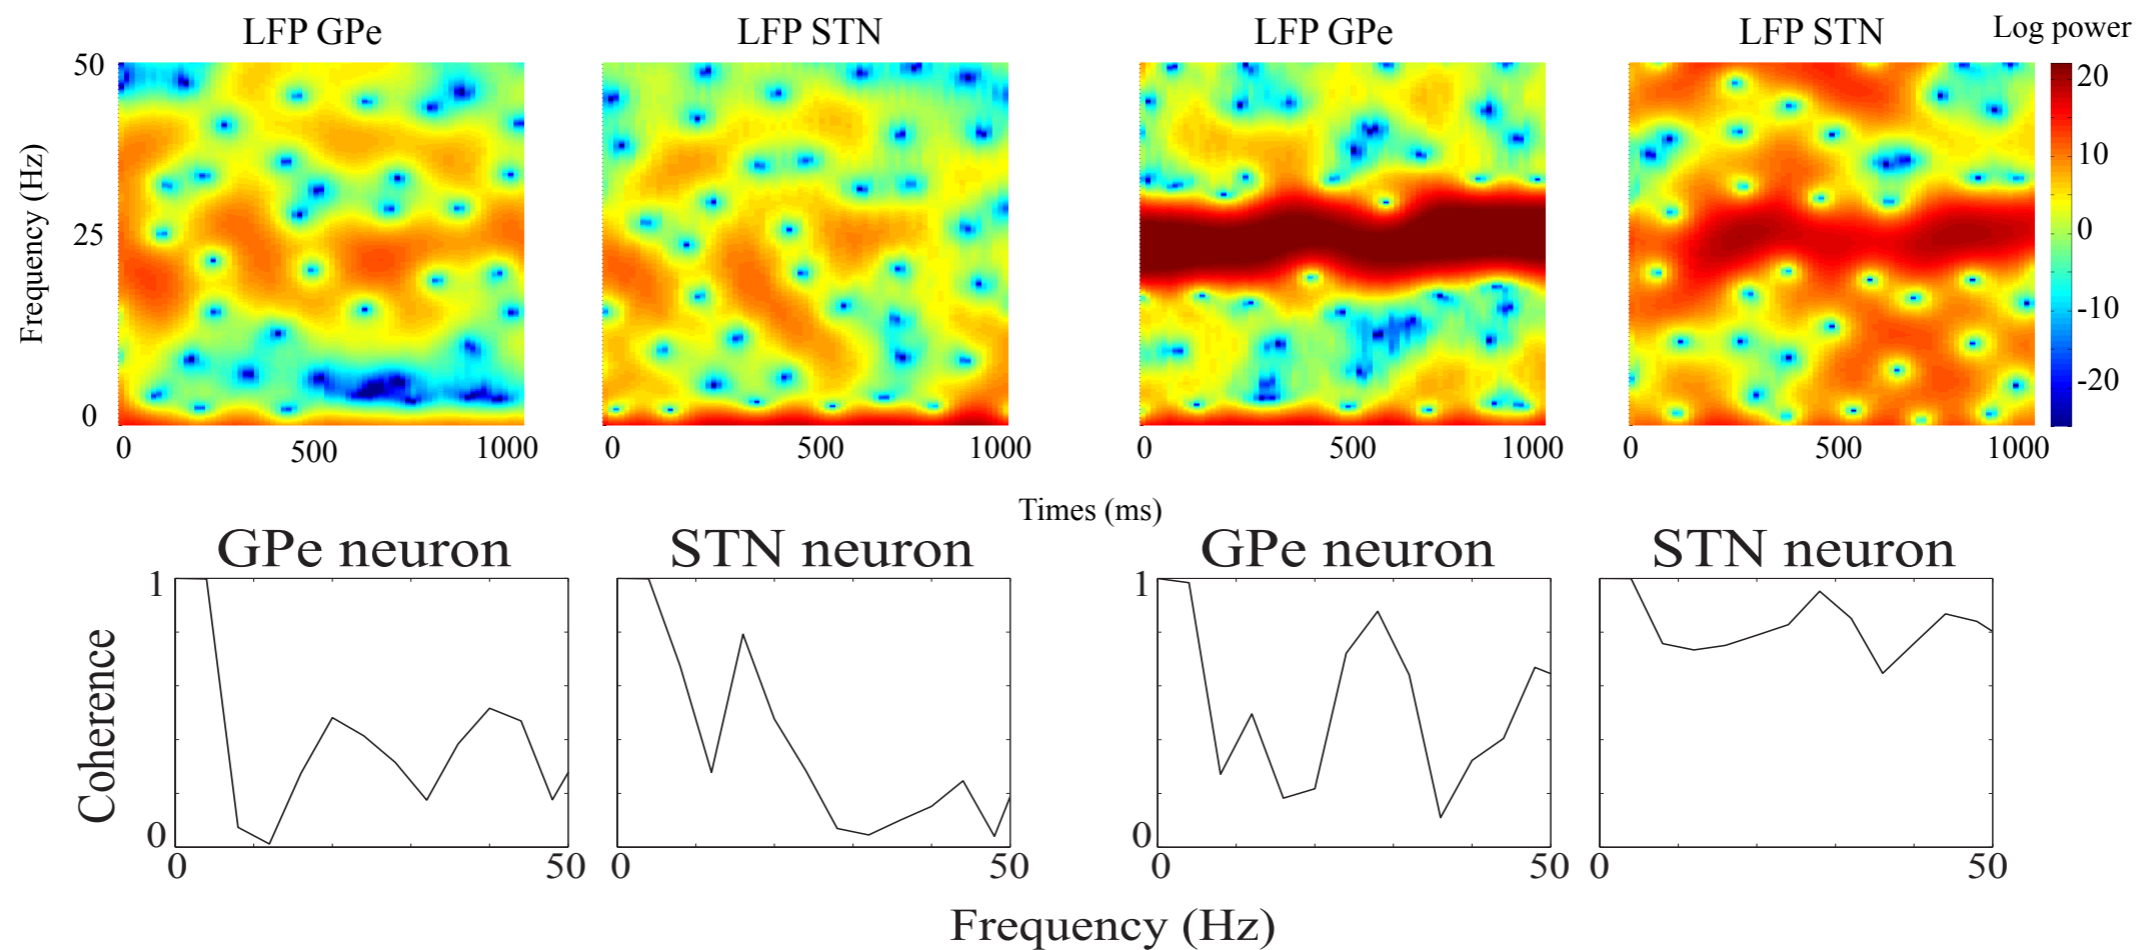 LFP GPe LFP STN LFP GPe LFP STN Log power
50 20
10
Frequency (Hz) 25 0
-10
-20
0
0 500 1000 0 500 1000 0 500 1000 0 500 1000
Times (ms)
GPe neuron STN neuron GPe neuron STN neuron
1 1
Coherence
0 0
0 50 0 50 0 50 0 50
Frequency (Hz)